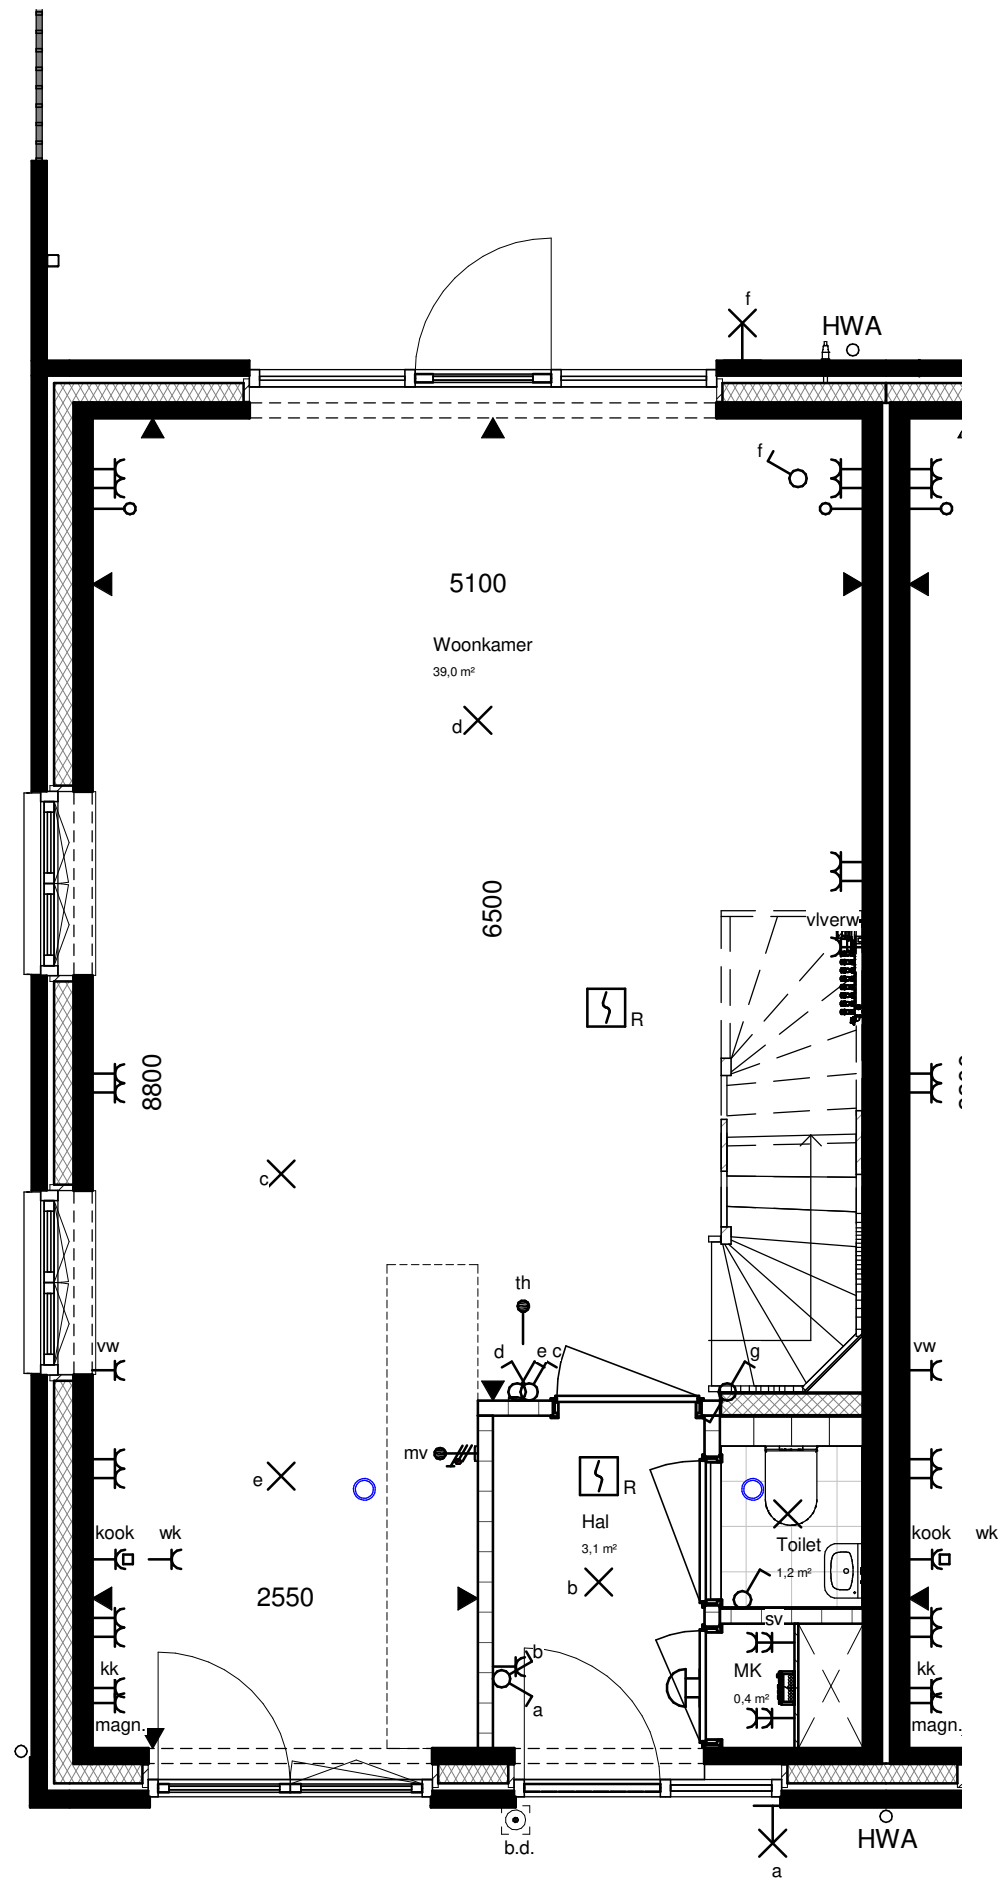 f
HWA
f
5100
Woonkamer
39,0 m²
d
6500
vlverw
R
8800
c
th
d
e c
g
vw
vw
mv
e
R
Hal
3,1 m²
b
kook
wk
Toilet
1,2 m²
kook
wk
2550
sv
b
kk
MK
0,4 m²
kk
a
magn.
magn.
b.d.
HWA
a